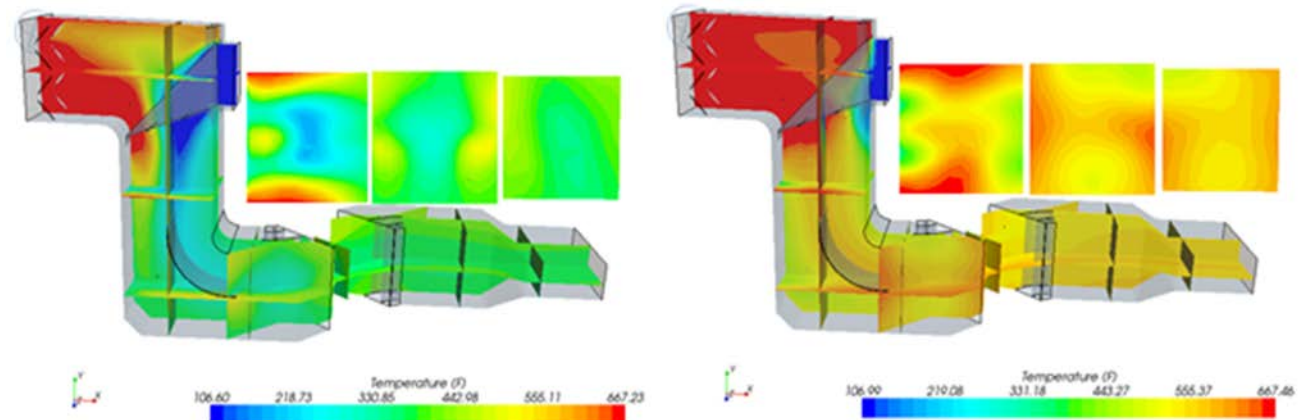 Temperature (F)
106.60 218.73 330.85 442.98 555.11 667.23
Temperature (F)
106.99 219.08 331.18 443.27 555.37 667.46